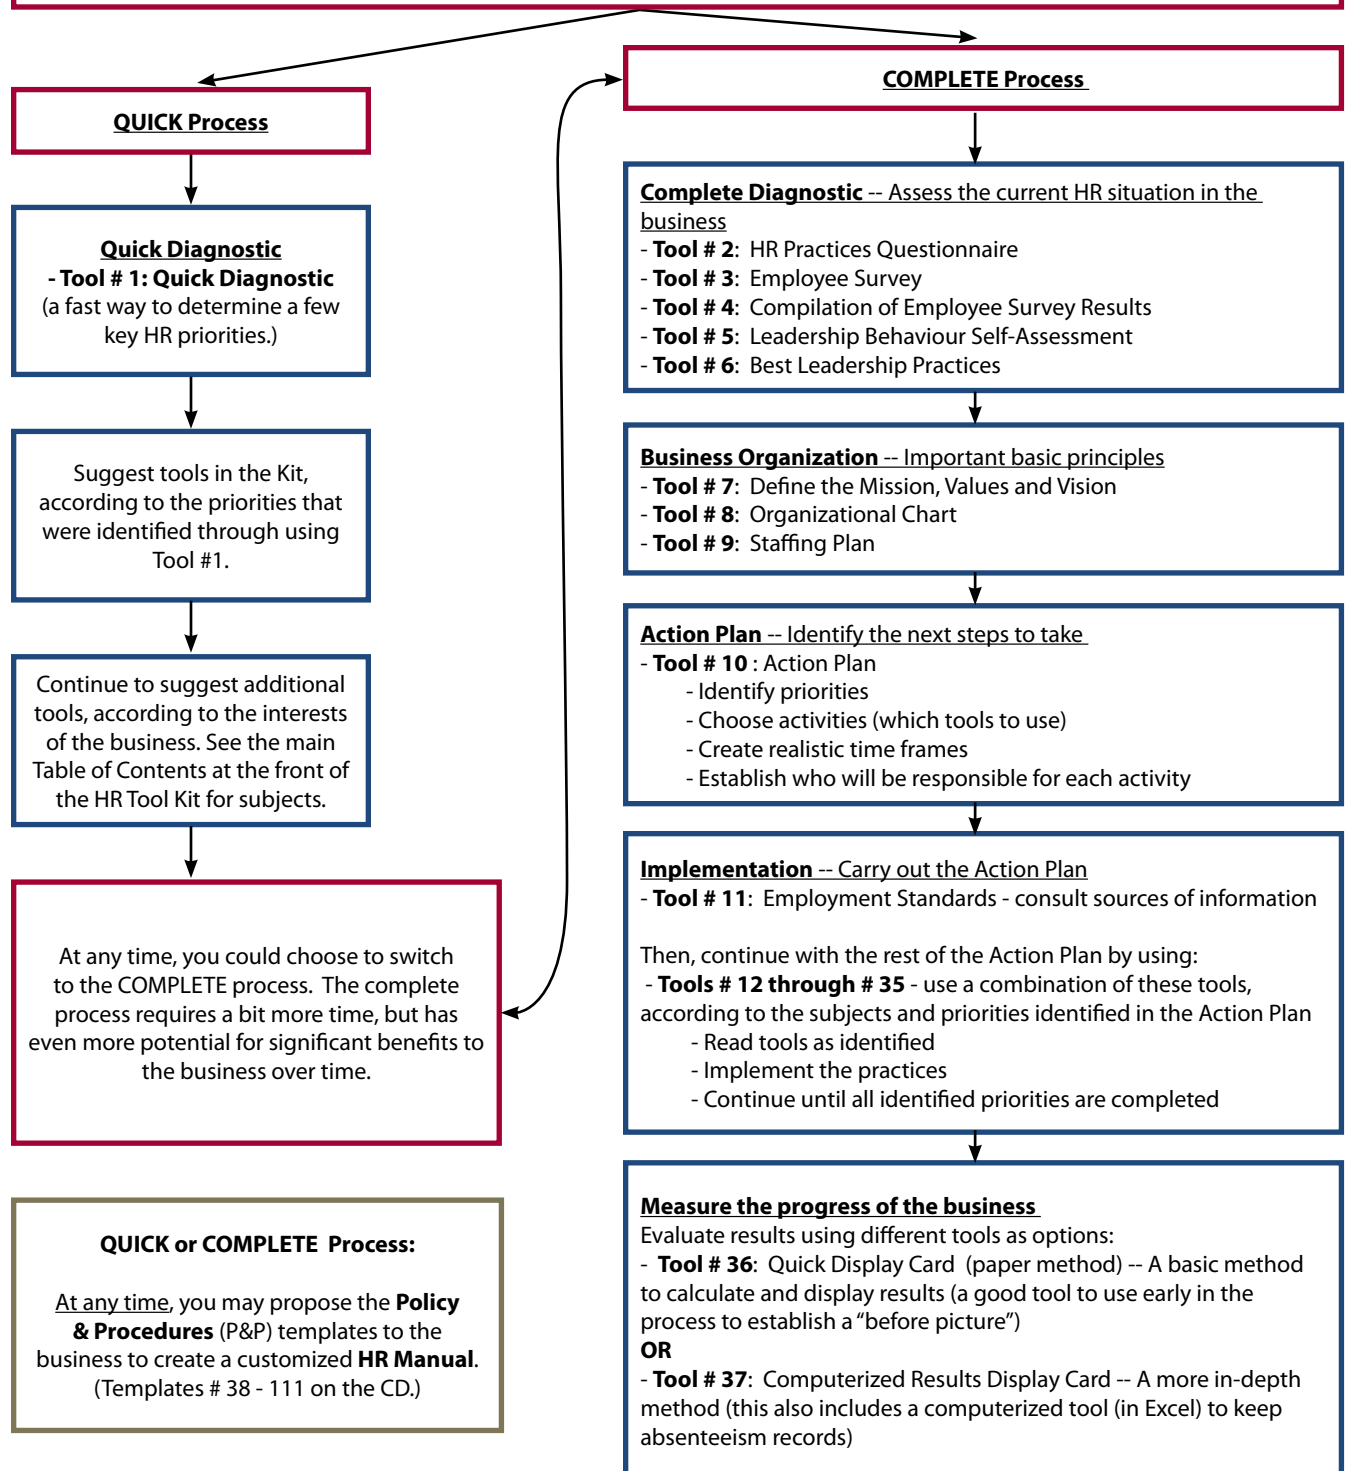 QUICK Process
Quick Diagnostic
- Tool # 1: Quick Diagnostic
(a fast way to determine a few
key HR priorities.)
Suggest tools in the Kit,
according to the priorities that
were identified through using
Tool #1.
Continue to suggest additional
tools, according to the interests
of the business. See the main
Table of Contents at the front of
the HR Tool Kit for subjects.
At any time, you could choose to switch
to the COMPLETE process.  The complete
process requires a bit more time, but has
even more potential for significant benefits to
the business over time.
QUICK or COMPLETE  Process:
At any time, you may propose the Policy
& Procedures (P&P) templates to the
business to create a customized HR Manual.
(Templates # 38 - 111 on the CD.)
COMPLETE Process
Complete Diagnostic -- Assess the current HR situation in the
business
- Tool # 2:  HR Practices Questionnaire
- Tool # 3:  Employee Survey
- Tool # 4:  Compilation of Employee Survey Results
- Tool # 5:  Leadership Behaviour Self-Assessment
- Tool # 6:  Best Leadership Practices
Business Organization -- Important basic principles
- Tool # 7:  Define the Mission, Values and Vision
- Tool # 8:  Organizational Chart
- Tool # 9:  Staffing Plan
Action Plan -- Identify the next steps to take
- Tool # 10 : Action Plan
- Identify priorities
- Choose activities (which tools to use)
- Create realistic time frames
- Establish who will be responsible for each activity
Implementation -- Carry out the Action Plan
- Tool # 11:  Employment Standards - consult sources of information
Then, continue with the rest of the Action Plan by using:
- Tools # 12 through # 35 - use a combination of these tools,
according to the subjects and priorities identified in the Action Plan
- Read tools as identified
- Implement the practices
- Continue until all identified priorities are completed
Measure the progress of the business
Evaluate results using different tools as options:
- Tool # 36:  Quick Display Card  (paper method) -- A basic method
to calculate and display results (a good tool to use early in the
process to establish a “before picture”)
OR
- Tool # 37:  Computerized Results Display Card -- A more in-depth
method (this also includes a computerized tool (in Excel) to keep
absenteeism records)